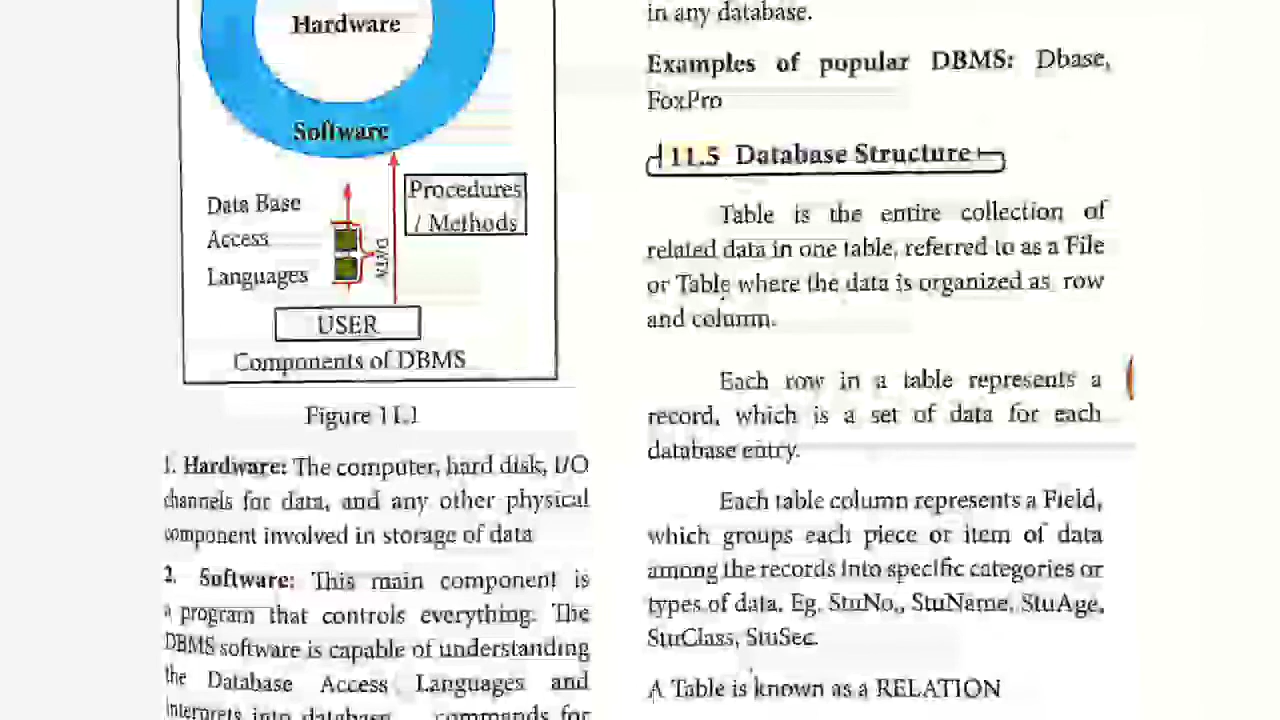 Hardware
Software
Procedures
/ Methods
Data Base
Access
Languages
DATA
USER
Components of DBMS
Figure 11.1
1. Hardware: The computer, hard disk, I/O
channels for data, and any other physical
component involved in storage of data
2. Software: This main component is
a program that controls everything. The
DBMS software is capable of understanding
the Database Access Languages and
interprets into database commands for
in any database.
Examples of popular DBMS: Dbase,
FoxPro
11.5 Database Structure
Table is the entire collection of
related data in one table, referred to as a File
or Table where the data is organized as row
and column.
Each row in a table represents a
record, which is a set of data for each
database entry.
Each table column represents a Field,
which groups each piece or item of data
among the records into specific categories or
types of data. Eg. StuNo., StuName, StuAge,
StuClass, StuSec.
A Table is known as a RELATION